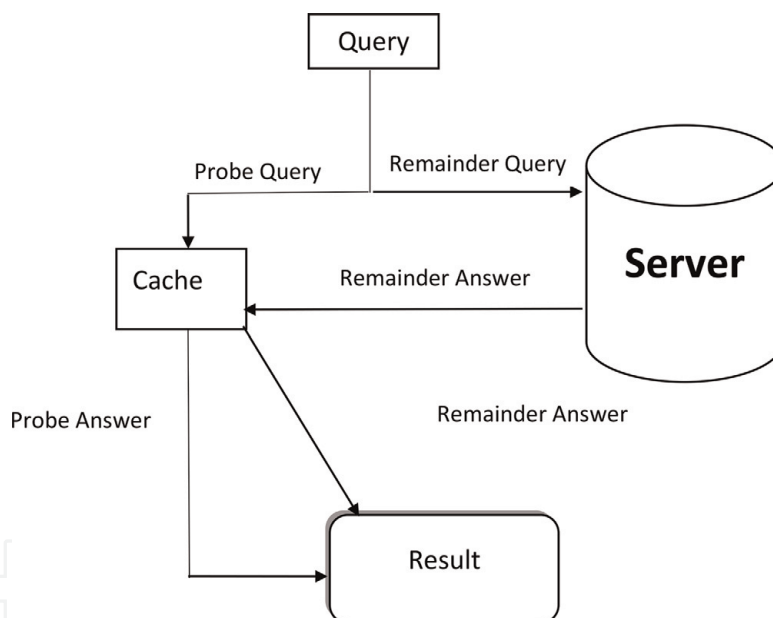 Query
Probe Query
Remainder Query
Server
Cache
Remainder Answer
Probe Answer
Remainder Answer
Result